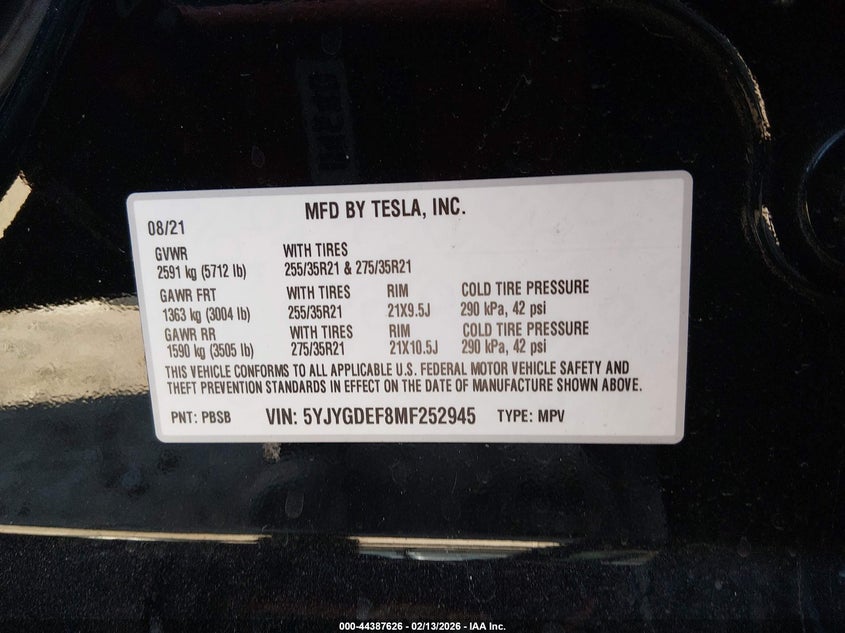 MFD BY TESLA, INC.
08/21
GVWR WITH TIRES
2591 kg (5712 lb) 255/35R21 & 275/35R21
GAWR FRT WITH TIRES RIM COLD TIRE PRESSURE
1363 kg (3004 lb) 255/35R21 21X9.5J 290 kPa, 42 psi
GAWR RR WITH TIRES RIM COLD TIRE PRESSURE
1590 kg (3505 lb) 275/35R21 21X10.5J 290 kPa, 42 psi
THIS VEHICLE CONFORMS TO ALL APPLICABLE U.S. FEDERAL MOTOR VEHICLE SAFETY AND
THEFT PREVENTION STANDARDS IN EFFECT ON THE DATE OF MANUFACTURE SHOWN ABOVE.
PNT: PBSB VIN: 5YJYGDEF8MF252945 TYPE: MPV
000-44387626 - 02/13/2026 - IAA Inc.